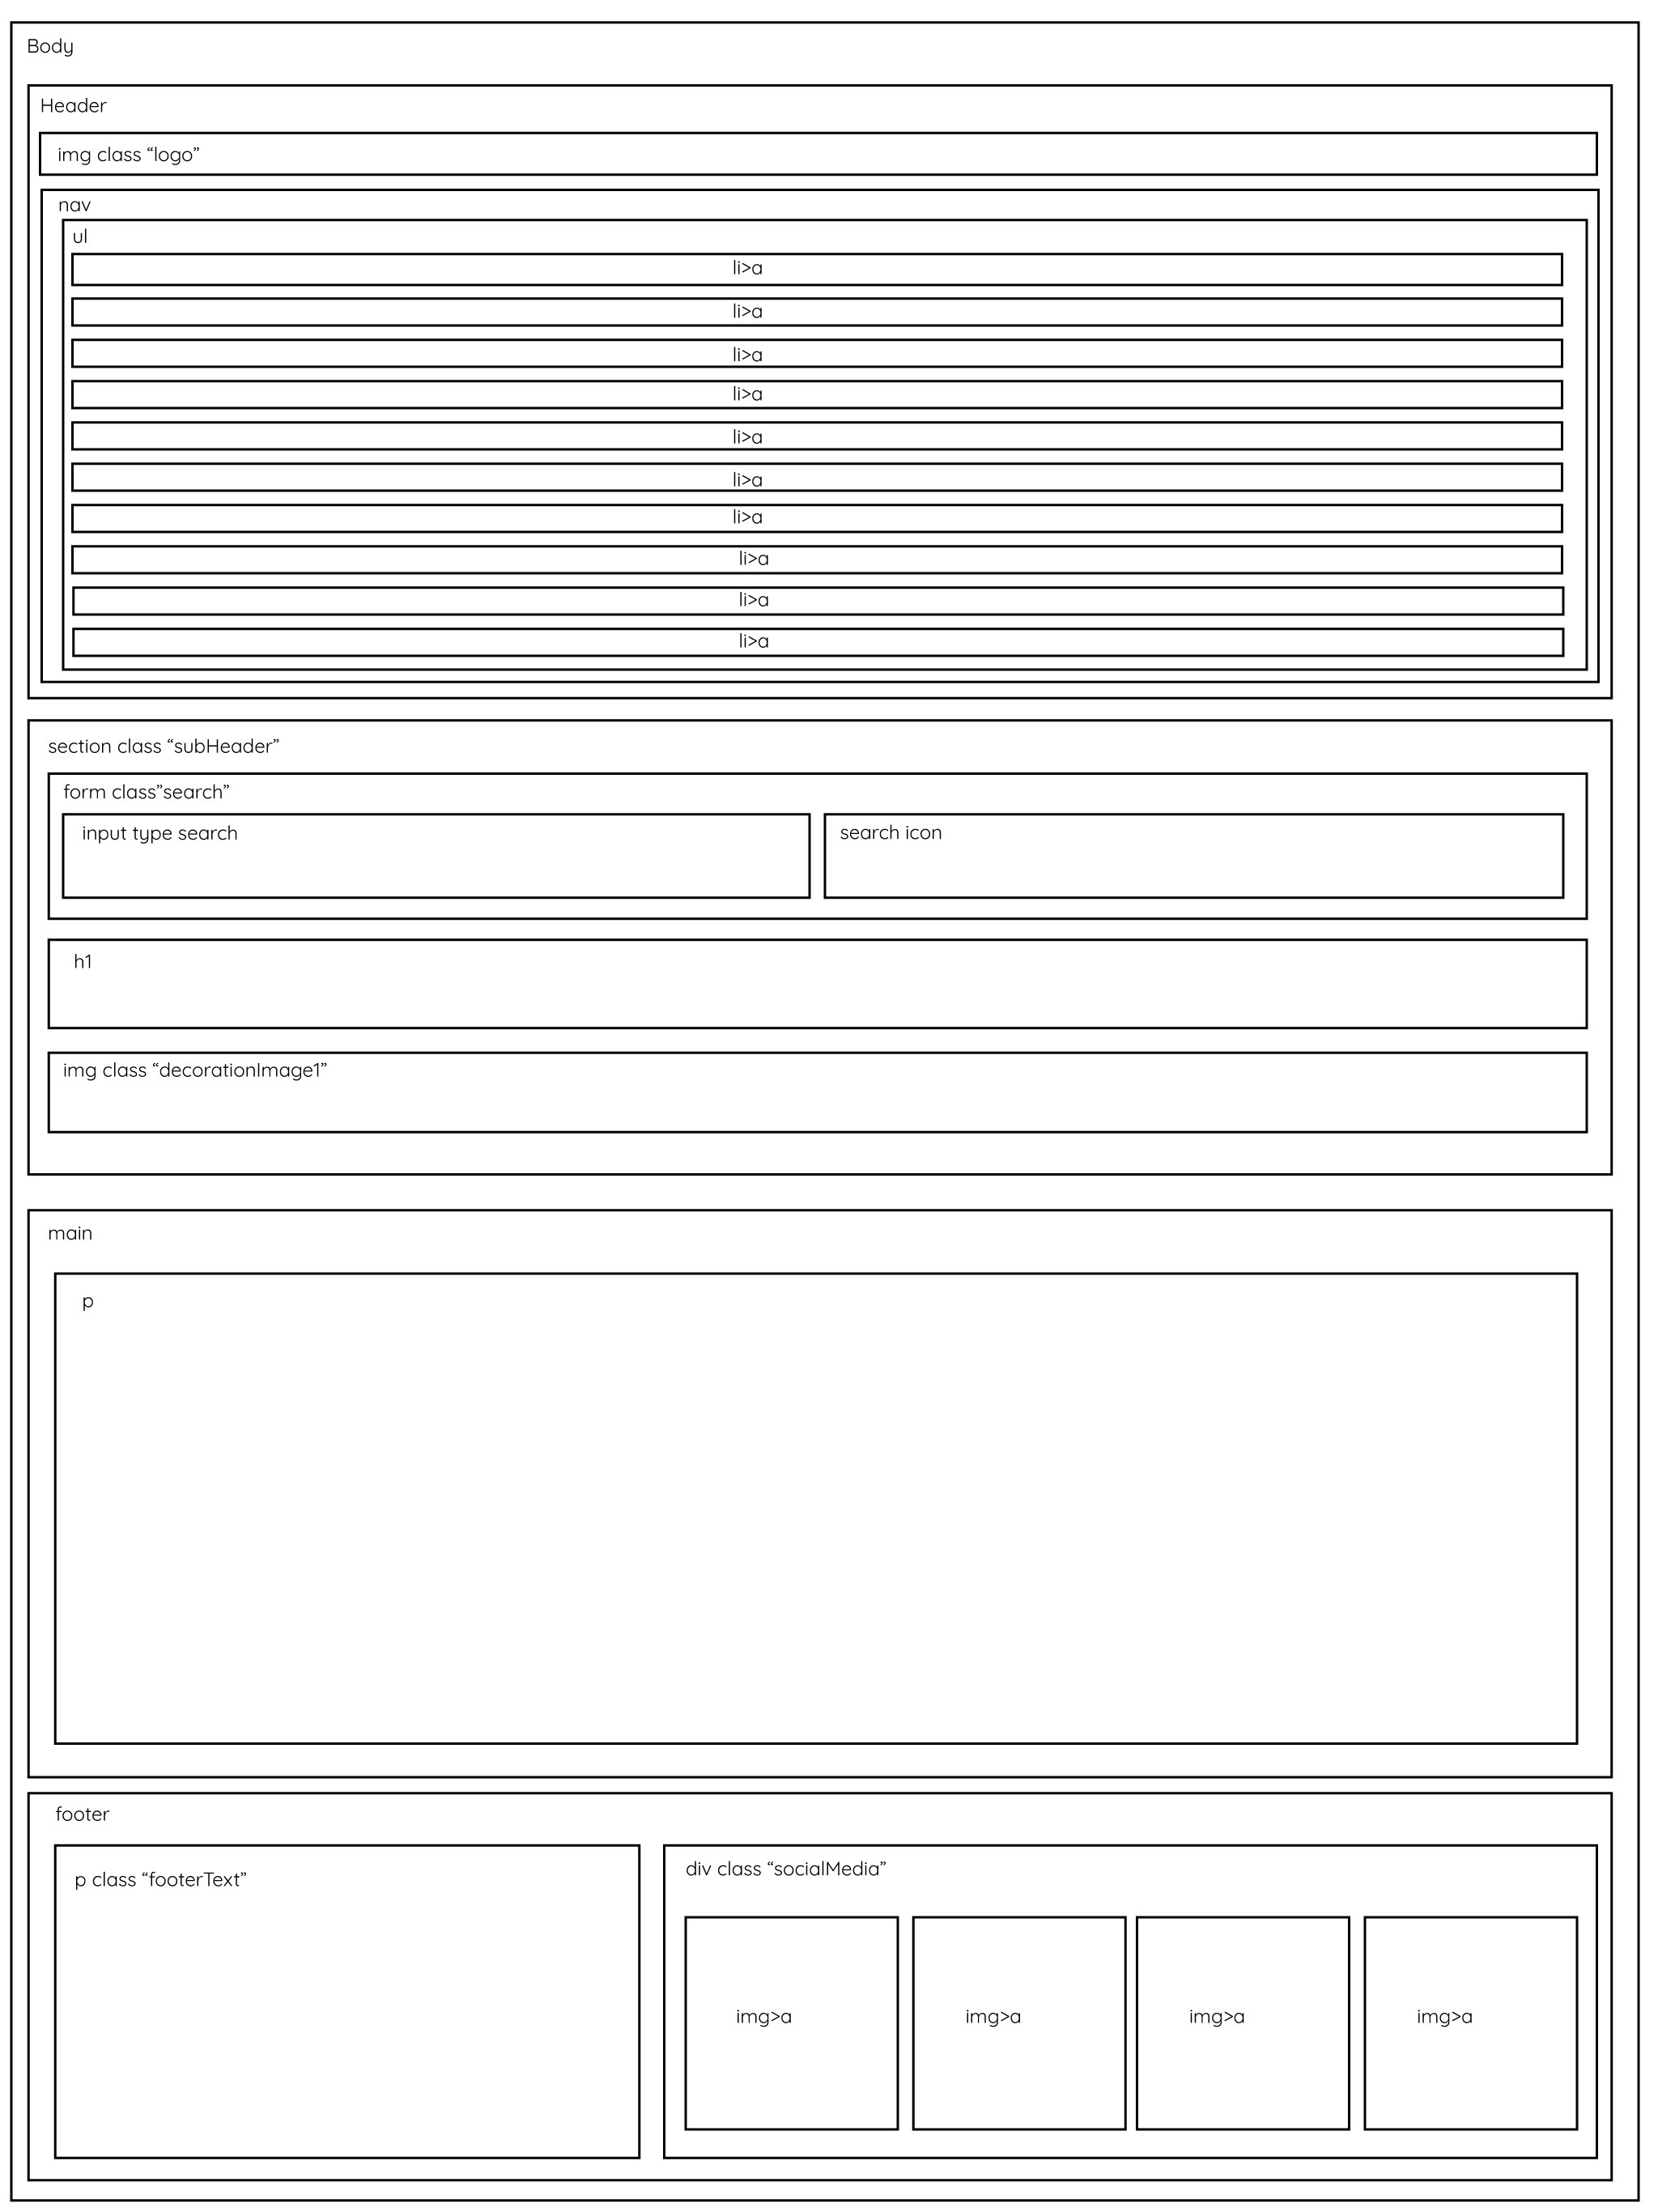 Body
Header
img class “logo”
nav
ul
li>a
li>a
li>a
li>a
li>a
li>a
li>a
li>a
li>a
li>a
section class “subHeader”
form class”search”
input type search
search icon
h1
img class “decorationImage1”
main
p
footer
p class “footerText”
div class “socialMedia”
img>a
img>a
img>a
img>a